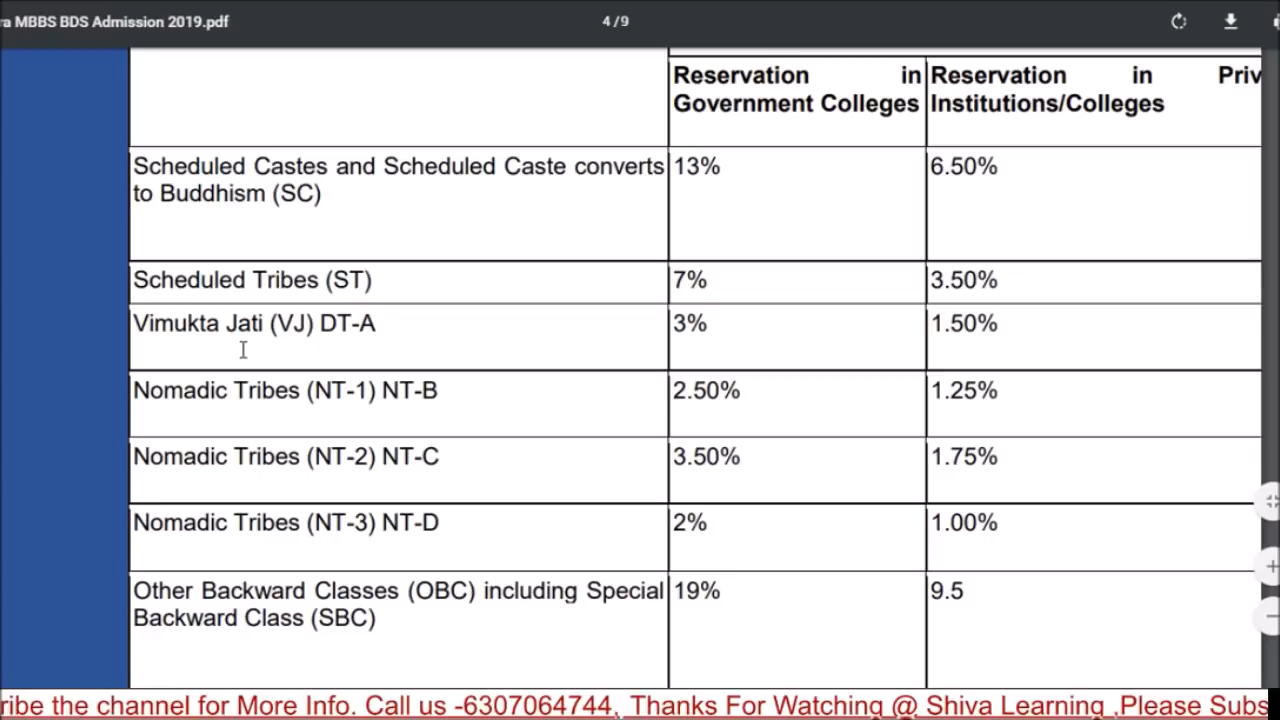 ra MBBS BDS Admission 2019.pdf
4 / 9
Reservation in Government Colleges
Reservation in Priv
Institutions/Colleges
Scheduled Castes and Scheduled Caste converts
to Buddhism (SC)
13%
6.50%
Scheduled Tribes (ST)
7%
3.50%
Vimukta Jati (VJ) DT-A
3%
1.50%
Nomadic Tribes (NT-1) NT-B
2.50%
1.25%
Nomadic Tribes (NT-2) NT-C
3.50%
1.75%
Nomadic Tribes (NT-3) NT-D
2%
1.00%
Other Backward Classes (OBC) including Special
Backward Class (SBC)
19%
9.5
ribe the channel for More Info. Call us -6307064744, Thanks For Watching @ Shiva Learning ,Please Subs